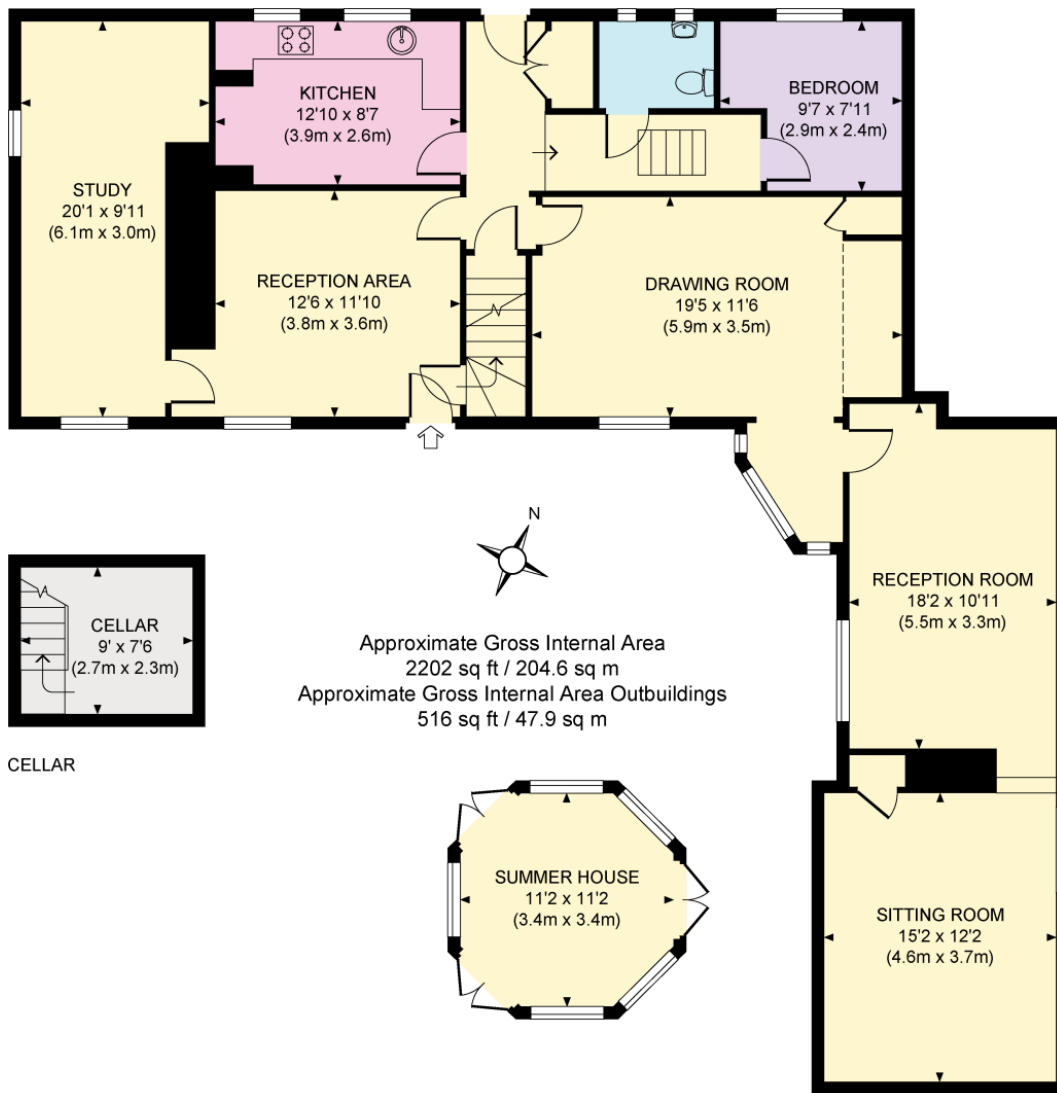 KITCHEN
12'10 x 8'7
(3.9m x 2.6m)
BEDROOM
9'7 x 7'11
(2.9m x 2.4m)
STUDY
20'1 x 9'11
(6.1m x 3.0m)
RECEPTION AREA
12'6 x 11'10
(3.8m x 3.6m)
DRAWING ROOM
19'5 x 11'6
(5.9m x 3.5m)
N
RECEPTION ROOM
18'2 x 10'11
(5.5m x 3.3m)
CELLAR
9' x 7'6
(2.7m x 2.3m)
CELLAR
Approximate Gross Internal Area
2202 sq ft / 204.6 sq m
Approximate Gross Internal Area Outbuildings
516 sq ft / 47.9 sq m
SUMMER HOUSE
11'2 x 11'2
(3.4m x 3.4m)
SITTING ROOM
15'2 x 12'2
(4.6m x 3.7m)